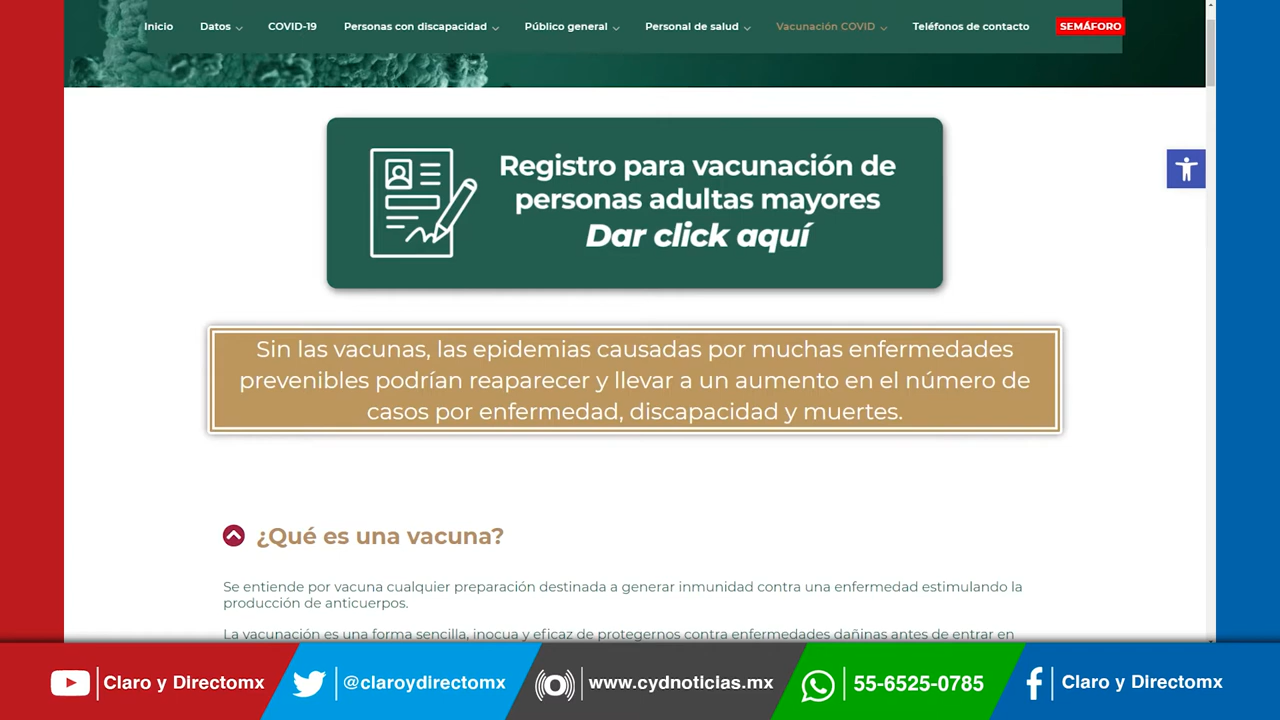 Inicio Datos COVID-19 Personas con discapacidad Público general Personal de salud Vacunación COVID Teléfonos de contacto SEMÁFORO
Registro para vacunación de
personas adultas mayores
Dar click aquí
Sin las vacunas, las epidemias causadas por muchas enfermedades
prevenibles podrían reaparecer y llevar a un aumento en el número de
casos por enfermedad, discapacidad y muertes.
¿Qué es una vacuna?
Se entiende por vacuna cualquier preparación destinada a generar inmunidad contra una enfermedad estimulando la
producción de anticuerpos.
La vacunación es una forma sencilla, inocua y eficaz de protegernos contra enfermedades dañinas antes de entrar en
Claro y Directomx @claroydirectomx www.cydnoticias.mx 55-6525-0785 Claro y Directomx